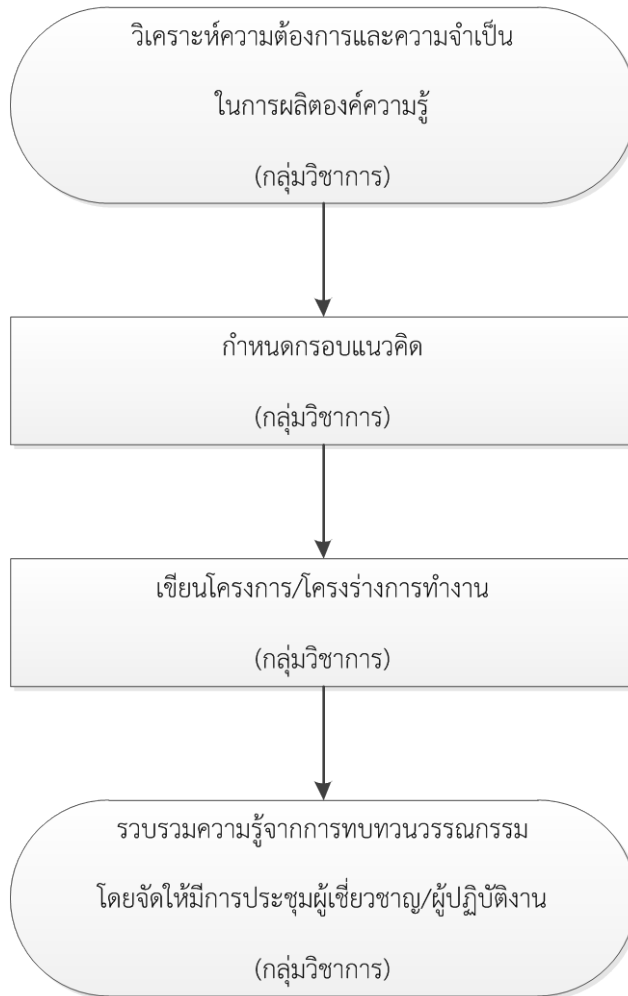 วิเคราะห์ความต้องการและความจำเป็น
ในการผลิตองค์ความรู้
(กลุ่มวิชาการ)
กำหนดกรอบแนวคิด
(กลุ่มวิชาการ)
เขียนโครงการ/โครงร่างการทำงาน
(กลุ่มวิชาการ)
รวบรวมความรู้จากการทบทวนวรรณกรรม
โดยจัดให้มีการประชุมผู้เชี่ยวชาญ/ผู้ปฏิบัติงาน
(กลุ่มวิชาการ)